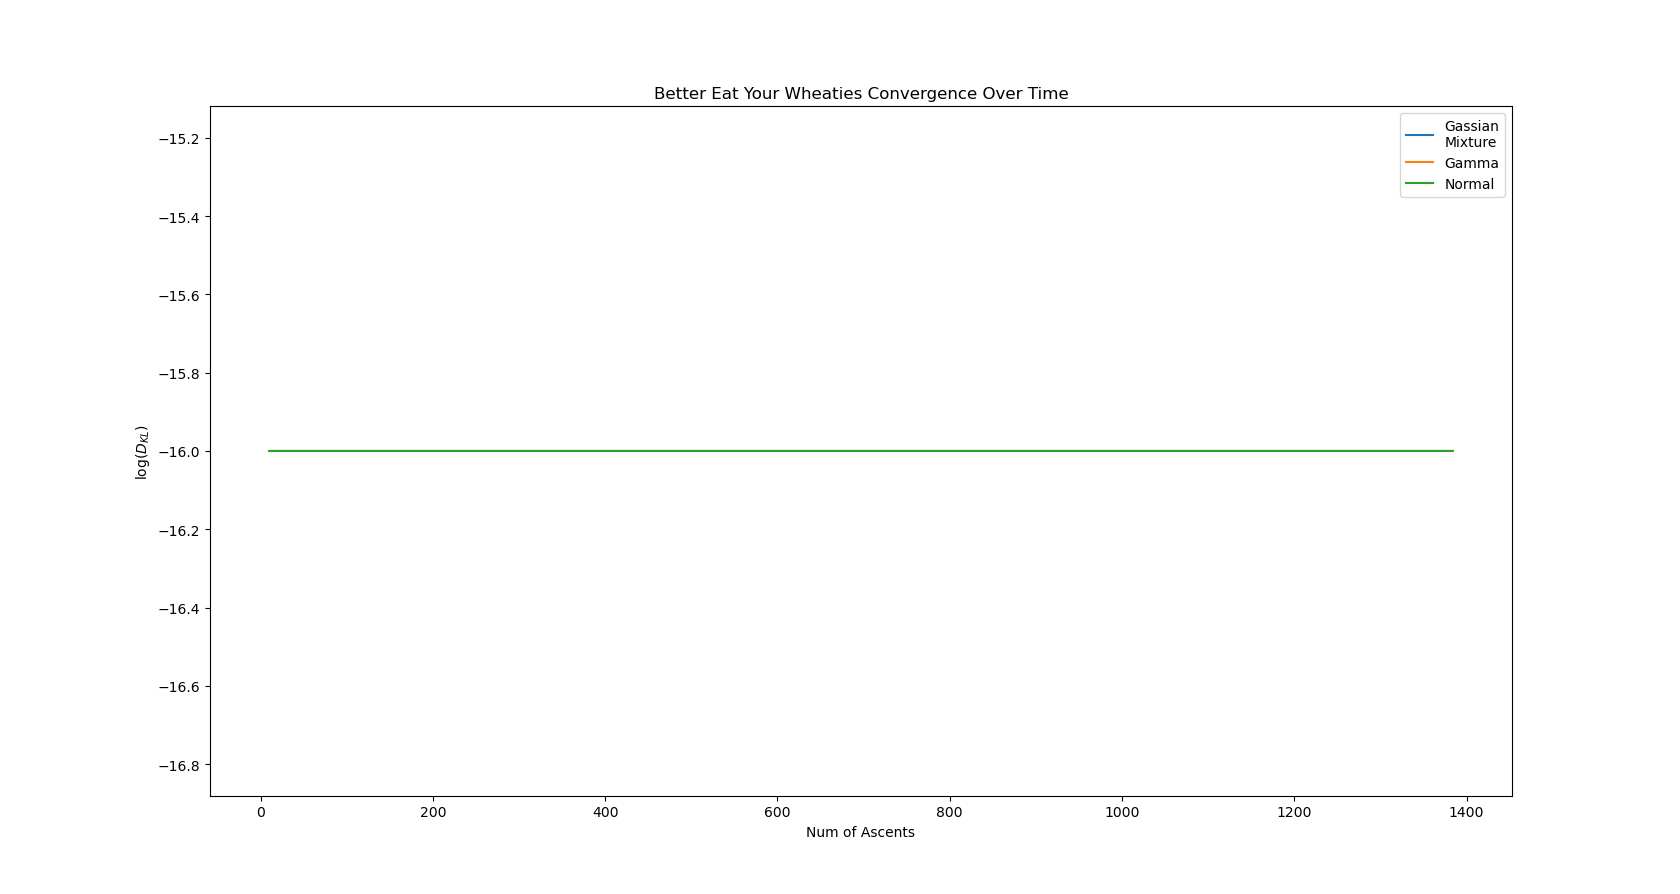 Better Eat Your Wheaties Convergence Over Time
Gassian
Mixture
Gamma
Normal
−15.2
−15.4
−15.6
−15.8
−16.0
−16.2
−16.4
−16.6
−16.8
log(D_KL)
0 200 400 600 800 1000 1200 1400
Num of Ascents